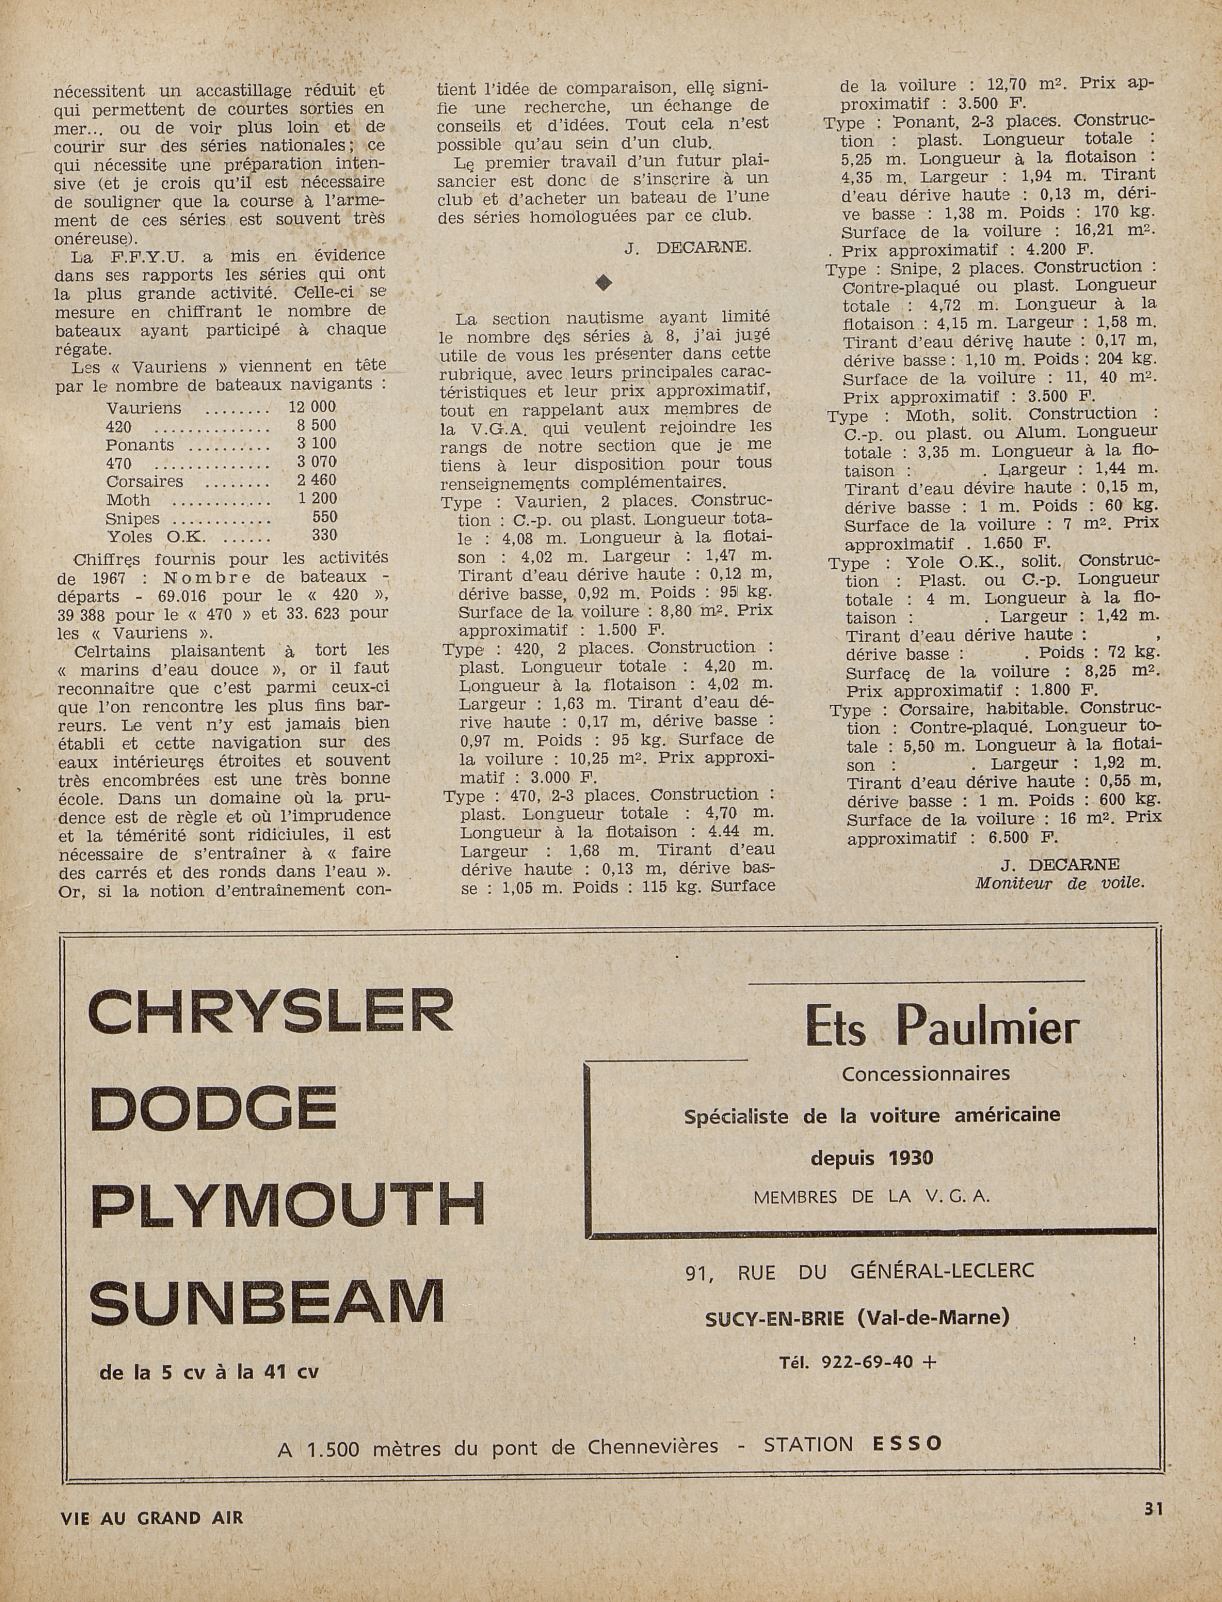 nécessitent un accastillage réduit et
qui permettent de courtes sorties en
mer... ou de voir plus loin et de
courir sur des séries nationales; ce
qui nécessite une préparation inten-
sive (et je crois qu'il est nécessaire
de souligner que la course à l'arme-
ment de ces séries est souvent très
onéreuse).
La F.F.Y.U. a mis en évidence
dans ses rapports les séries qui ont
la plus grande activité. Celle-ci se
mesure en chiffrant le nombre de
bateaux ayant participé à chaque
régate.
Les « Vauriens » viennent en tête
par le nombre de bateaux navigants :
Vauriens ........ 12 000
420 .............. 8 500
Ponants .......... 3 100
470 .............. 3 070
Corsaires ........ 2 460
Moth ............ 1 200
Snipes ............ 550
Yoles O.K. ...... 330
Chiffres fournis pour les activités
de 1967 : Nombre de bateaux -
départs - 69.016 pour le « 420 »,
39 388 pour le « 470 » et 33. 623 pour
les « Vauriens ».
Celrtains plaisantent à tort les
« marins d'eau douce », or il faut
reconnaître que c'est parmi ceux-ci
que l'on rencontre les plus fins bar-
reurs. Le vent n'y est jamais bien
établi et cette navigation sur des
eaux intérieures étroites et souvent
très encombrées est une très bonne
école. Dans un domaine où la pru-
dence est de règle et où l'imprudence
et la témérité sont ridiciules, il est
nécessaire de s'entraîner à « faire
des carrés et des ronds dans l'eau ».
Or, si la notion d'entraînement con-
tient l'idée de comparaison, elle signi-
fie une recherche, un échange de
conseils et d'idées. Tout cela n'est
possible qu'au sein d'un club.
Le premier travail d'un futur plai-
sancier est donc de s'inscrire à un
club et d'acheter un bateau de l'une
des séries homologuées par ce club.
J. DECARNE.
◆
La section nautisme ayant limité
le nombre des séries à 8, j'ai jugé
utile de vous les présenter dans cette
rubrique, avec leurs principales carac-
téristiques et leur prix approximatif,
tout en rappelant aux membres de
la V.G.A. qui veulent rejoindre les
rangs de notre section que je me
tiens à leur disposition pour tous
renseignements complémentaires.
Type : Vaurien, 2 places. Construc-
tion : C.-p. ou plast. Longueur tota-
le : 4,08 m. Longueur à la flotai-
son : 4,02 m. Largeur : 1,47 m.
Tirant d'eau dérive haute : 0,12 m,
dérive basse, 0,92 m. Poids : 95 kg.
Surface de la voilure : 8,80 m². Prix
approximatif : 1.500 F.
Type : 420, 2 places. Construction :
plast. Longueur totale : 4,20 m.
Longueur à la flotaison : 4,02 m.
Largeur : 1,63 m. Tirant d'eau dé-
rive haute : 0,17 m, dérive basse :
0,97 m. Poids : 95 kg. Surface de
la voilure : 10,25 m². Prix approxi-
matif : 3.000 F.
Type : 470, 2-3 places. Construction :
plast. Longueur totale : 4,70 m.
Longueur à la flotaison : 4.44 m.
Largeur : 1,68 m. Tirant d'eau
dérive haute : 0,13 m, dérive bas-
se : 1,05 m. Poids : 115 kg. Surface
de la voilure : 12,70 m². Prix ap-
proximatif : 3.500 F.
Type : Ponant, 2-3 places. Construc-
tion : plast. Longueur totale :
5,25 m. Longueur à la flotaison :
4,35 m. Largeur : 1,94 m. Tirant
d'eau dérive haute : 0,13 m, déri-
ve basse : 1,38 m. Poids : 170 kg.
Surface de la voilure : 16,21 m².
. Prix approximatif : 4.200 F.
Type : Snipe, 2 places. Construction :
Contre-plaqué ou plast. Longueur
totale : 4,72 m. Longueur à la
flotaison : 4,15 m. Largeur : 1,58 m.
Tirant d'eau dérive haute : 0,17 m,
dérive basse : 1,10 m. Poids : 204 kg.
Surface de la voilure : 11, 40 m².
Prix approximatif : 3.500 F.
Type : Moth, solit. Construction :
C.-p. ou plast. ou Alum. Longueur
totale : 3,35 m. Longueur à la flo-
taison : . Largeur : 1,44 m.
Tirant d'eau dévire haute : 0,15 m,
dérive basse : 1 m. Poids : 60 kg.
Surface de la voilure : 7 m². Prix
approximatif . 1.650 F.
Type : Yole O.K., solit. Construc-
tion : Plast. ou C.-p. Longueur
totale : 4 m. Longueur à la flo-
taison : . Largeur : 1,42 m.
Tirant d'eau dérive haute : ,
dérive basse : . Poids : 72 kg.
Surface de la voilure : 8,25 m².
Prix approximatif : 1.800 F.
Type : Corsaire, habitable. Construc-
tion : Contre-plaqué. Longueur to-
tale : 5,50 m. Longueur à la flotai-
son : . Largeur : 1,92 m.
Tirant d'eau dérive haute : 0,55 m,
dérive basse : 1 m. Poids : 600 kg.
Surface de la voilure : 16 m². Prix
approximatif : 6.500 F.
J. DECARNE
Moniteur de voile.
CHRYSLER
DODGE
PLYMOUTH
SUNBEAM
de la 5 cv à la 41 cv
Ets Paulmier
Concessionnaires
Spécialiste de la voiture américaine
depuis 1930
MEMBRES DE LA V. G. A.
91, RUE DU GÉNÉRAL-LECLERC
SUCY-EN-BRIE (Val-de-Marne)
Tél. 922-69-40 +
A 1.500 mètres du pont de Chennevières - STATION ESSO
VIE AU GRAND AIR
31